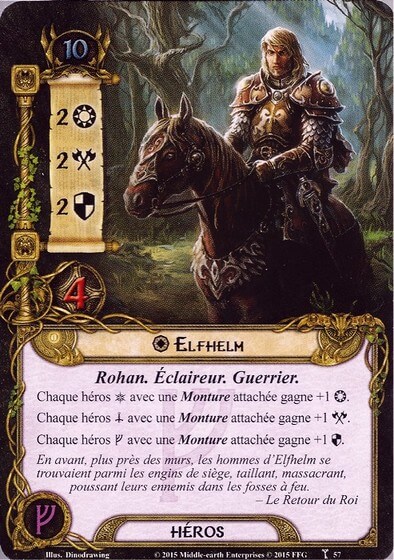 10
2
2
2
4
Elfhelm
Rohan. Éclaireur. Guerrier.
Chaque héros avec une Monture attachée gagne +1
Chaque héros avec une Monture attachée gagne +1
Chaque héros avec une Monture attachée gagne +1
En avant, plus près des murs, les hommes d'Elfhelm se
trouvaient parmi les engins de siège, taillant, massacrant,
poussant leurs ennemis dans les fosses à feu.
– Le Retour du Roi
HÉROS
Illus. Dinodrawing © 2015 Middle-earth Enterprises © 2015 FFG 57